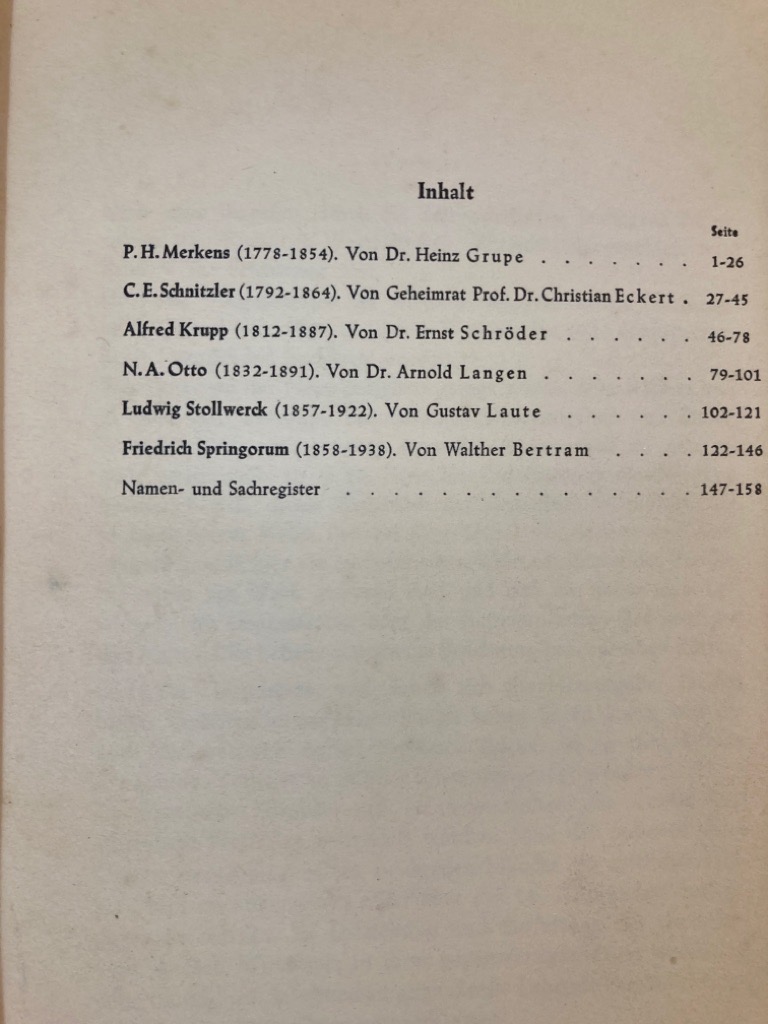 Inhalt
Seite
P. H. Merkens (1778-1854). Von Dr. Heinz Grupe . . . . . . . 1-26
C. E. Schnitzler (1792-1864). Von Geheimrat Prof. Dr. Christian Eckert . 27-45
Alfred Krupp (1812-1887). Von Dr. Ernst Schröder . . . . . . 46-78
N. A. Otto (1832-1891). Von Dr. Arnold Langen . . . . . . . 79-101
Ludwig Stollwerck (1857-1922). Von Gustav Laute . . . . . . 102-121
Friedrich Springorum (1858-1938). Von Walther Bertram . . . . 122-146
Namen- und Sachregister . . . . . . . . . . . . . . . 147-158